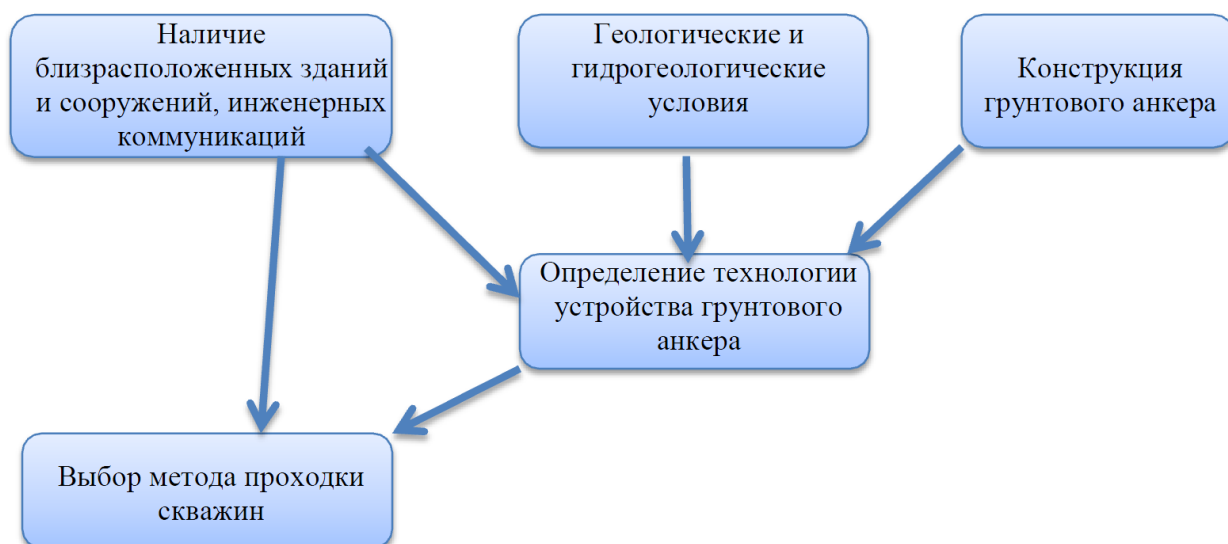 Наличие
близрасположенных зданий
и сооружений, инженерных
коммуникаций
Геологические и
гидрогеологические
условия
Конструкция
грунтового анкера
Определение технологии
устройства грунтового
анкера
Выбор метода проходки
скважин